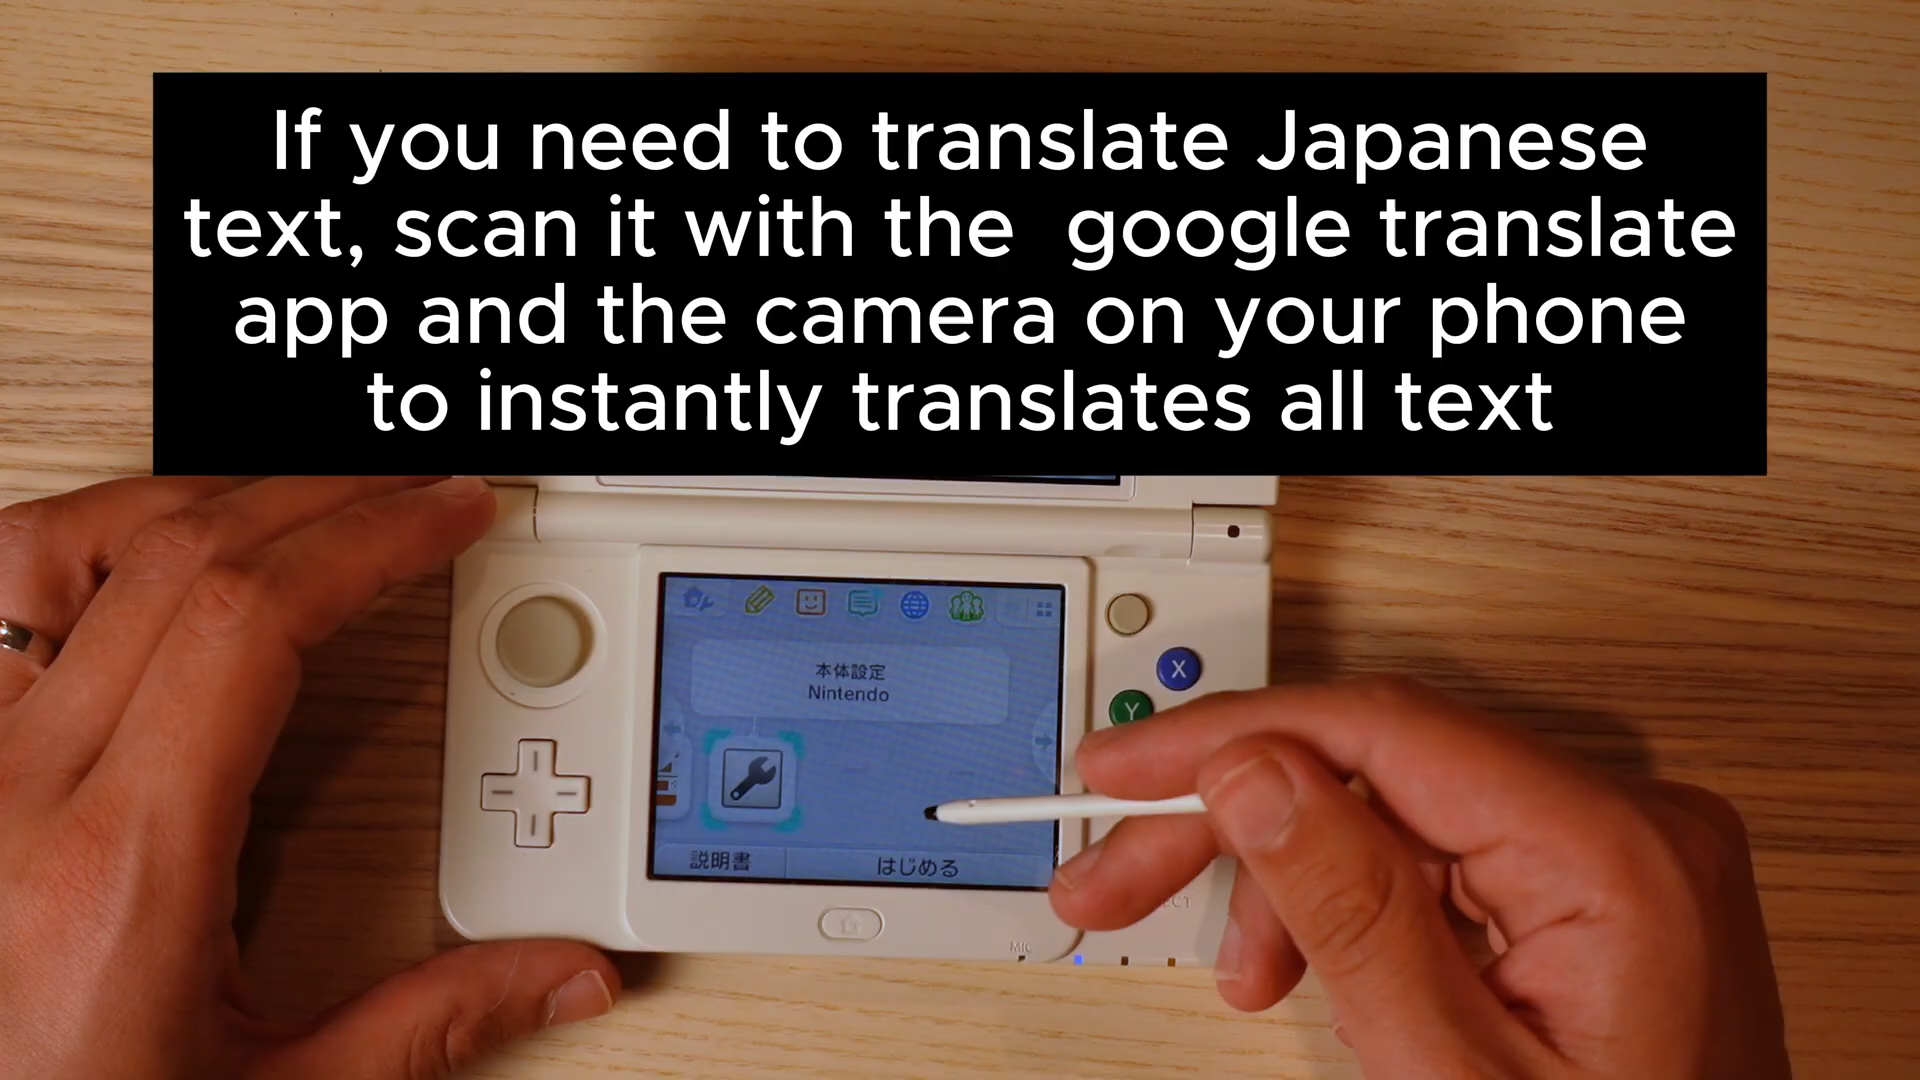 If you need to translate Japanese
text, scan it with the  google translate
app and the camera on your phone
to instantly translates all text
本体設定
Nintendo
X
Y
説明書
はじめる
MIC